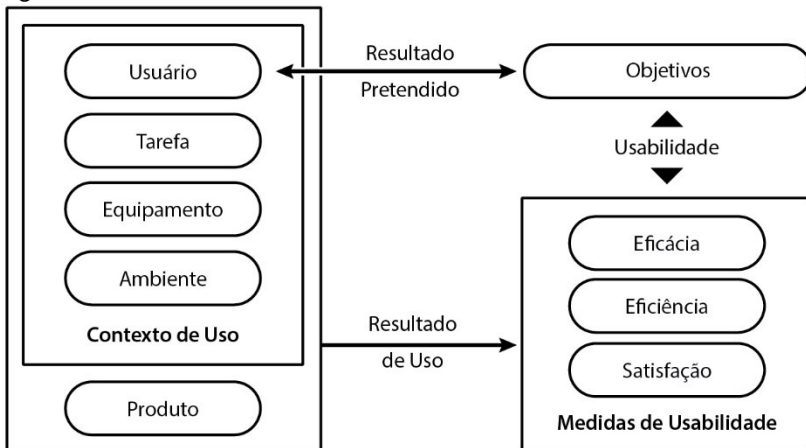 Usuário
Tarefa
Equipamento
Ambiente
Contexto de Uso
Produto
Resultado
Pretendido
Objetivos
Usabilidade
Resultado
de Uso
Eficácia
Eficiência
Satisfação
Medidas de Usabilidade